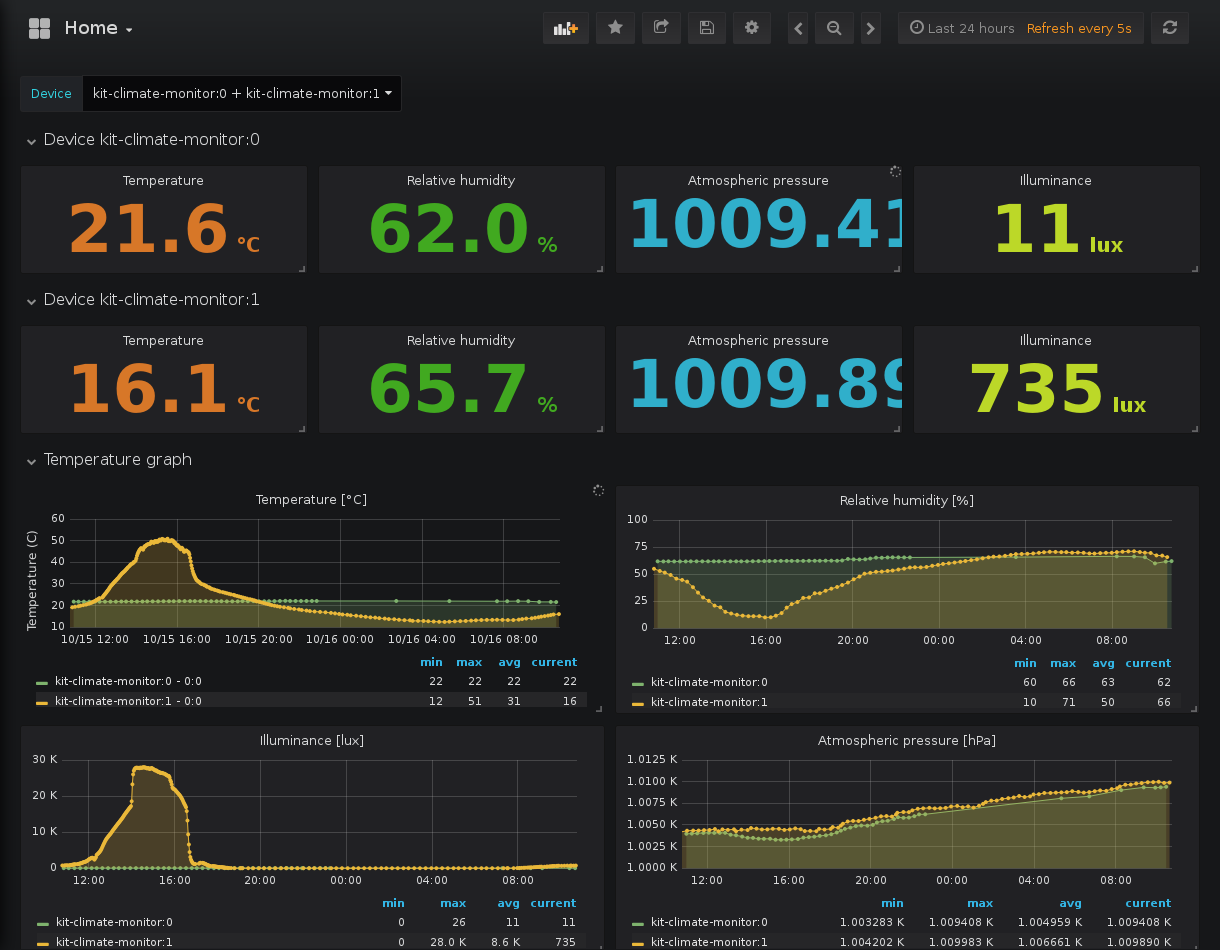 Home
Last 24 hours Refresh every 5s
Device kit-climate-monitor:0 + kit-climate-monitor:1
Device kit-climate-monitor:0
Temperature Relative humidity Atmospheric pressure Illuminance
21.6 °C 62.0 % 1009.41 11 lux
Device kit-climate-monitor:1
Temperature Relative humidity Atmospheric pressure Illuminance
16.1 °C 65.7 % 1009.89 735 lux
Temperature graph
Temperature [°C]
Temperature (C)
60
50
40
30
20
10
10/15 12:00 10/15 16:00 10/15 20:00 10/16 00:00 10/16 04:00 10/16 08:00
min max avg current
kit-climate-monitor:0 - 0:0 22 22 22 22
kit-climate-monitor:1 - 0:0 12 51 31 16
Relative humidity [%]
100
75
50
25
0
12:00 16:00 20:00 00:00 04:00 08:00
min max avg current
kit-climate-monitor:0 60 66 63 62
kit-climate-monitor:1 10 71 50 66
Illuminance [lux]
30 K
20 K
10 K
0
12:00 16:00 20:00 00:00 04:00 08:00
min max avg current
kit-climate-monitor:0 0 26 11 11
kit-climate-monitor:1 0 28.0 K 8.6 K 735
Atmospheric pressure [hPa]
1.0125 K
1.0100 K
1.0075 K
1.0050 K
1.0025 K
1.0000 K
12:00 16:00 20:00 00:00 04:00 08:00
min max avg current
kit-climate-monitor:0 1.003283 K 1.009408 K 1.004959 K 1.009408 K
kit-climate-monitor:1 1.004202 K 1.009983 K 1.006661 K 1.009890 K